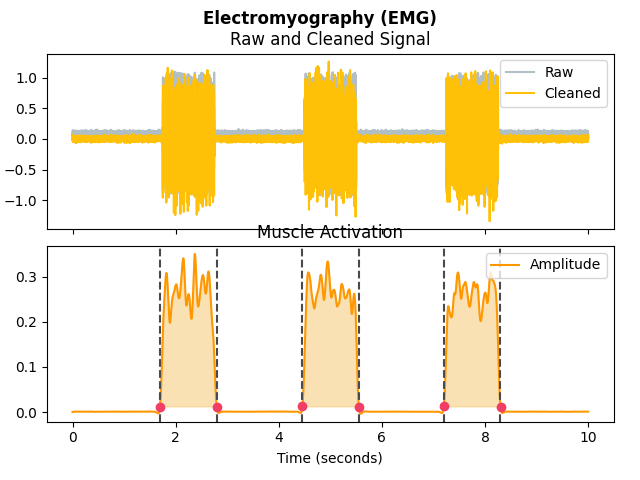 Electromyography (EMG)
Raw and Cleaned Signal
1.0
0.5
0.0
−0.5
−1.0
Raw
Cleaned
Muscle Activation
0.3
0.2
0.1
0.0
Amplitude
0 2 4 6 8 10
Time (seconds)